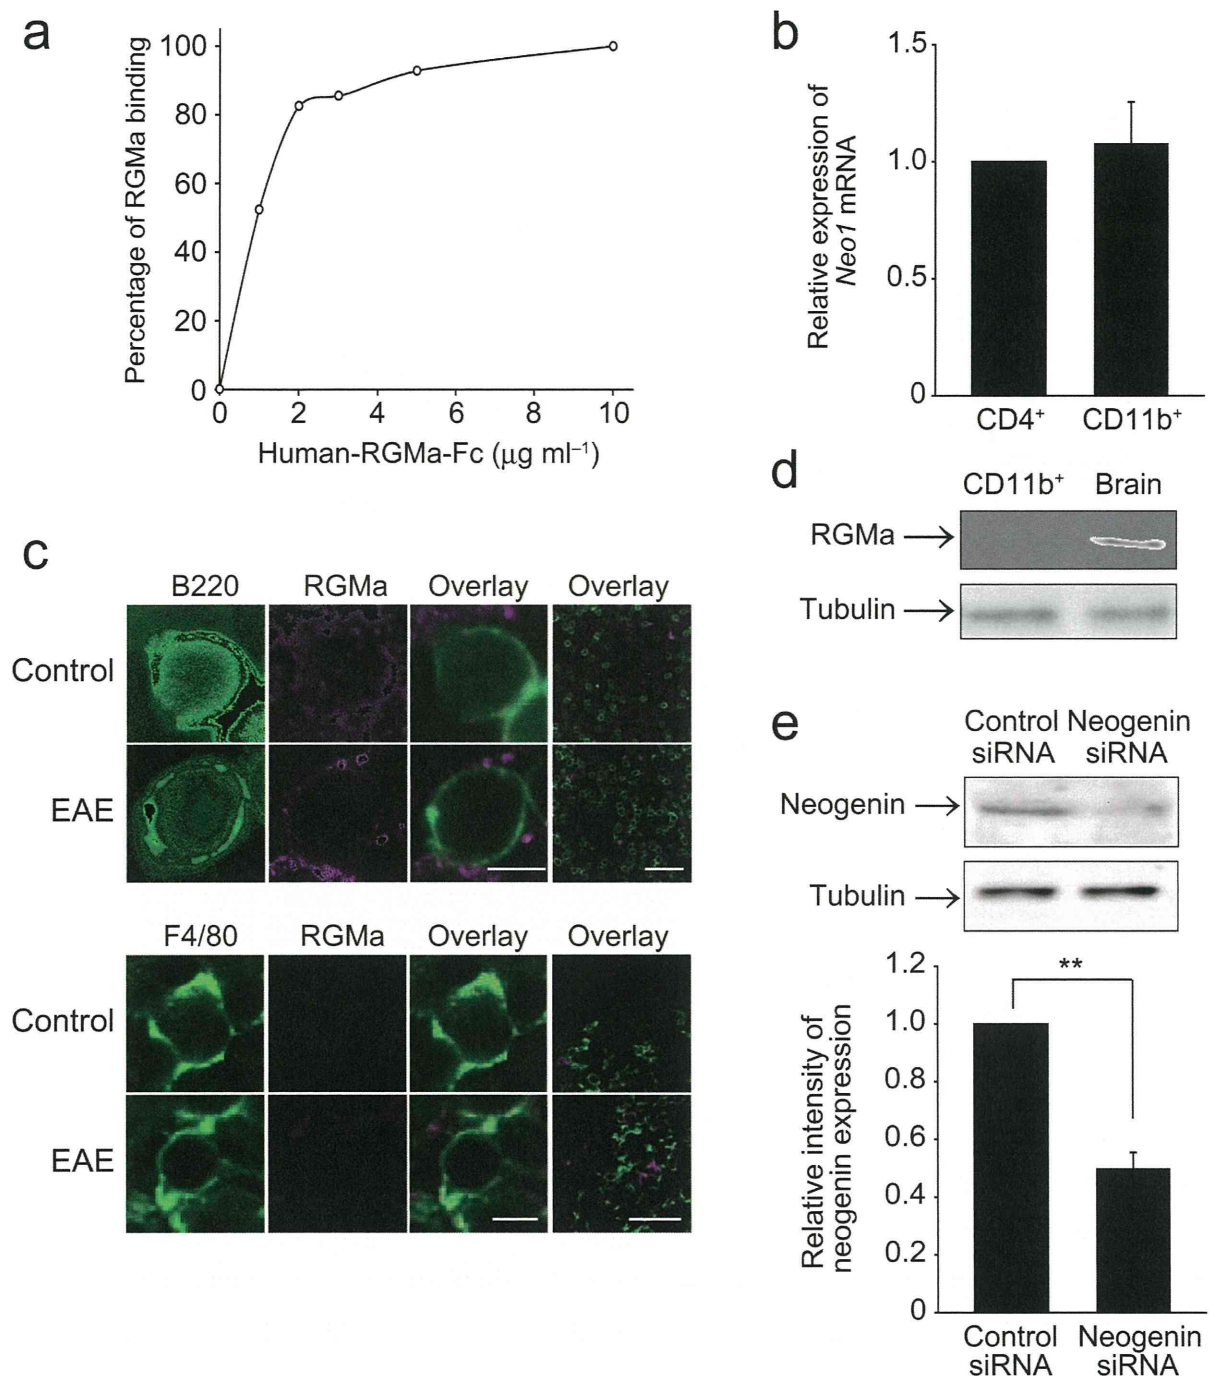 a
Percentage of RGMa binding
100
80
60
40
20
0
0 2 4 6 8 10
Human-RGMa-Fc (μg ml⁻¹)
b
Relative expression of
Neo1 mRNA
1.5
1.0
0.5
0
CD4⁺ CD11b⁺
c
B220 RGMa Overlay Overlay
Control
EAE
F4/80 RGMa Overlay Overlay
Control
EAE
d
CD11b⁺ Brain
RGMa
Tubulin
e
Control Neogenin
siRNA siRNA
Neogenin
Tubulin
Relative intensity of
neogenin expression
1.2
1.0
0.8
0.6
0.4
0.2
0
**
Control Neogenin
siRNA siRNA